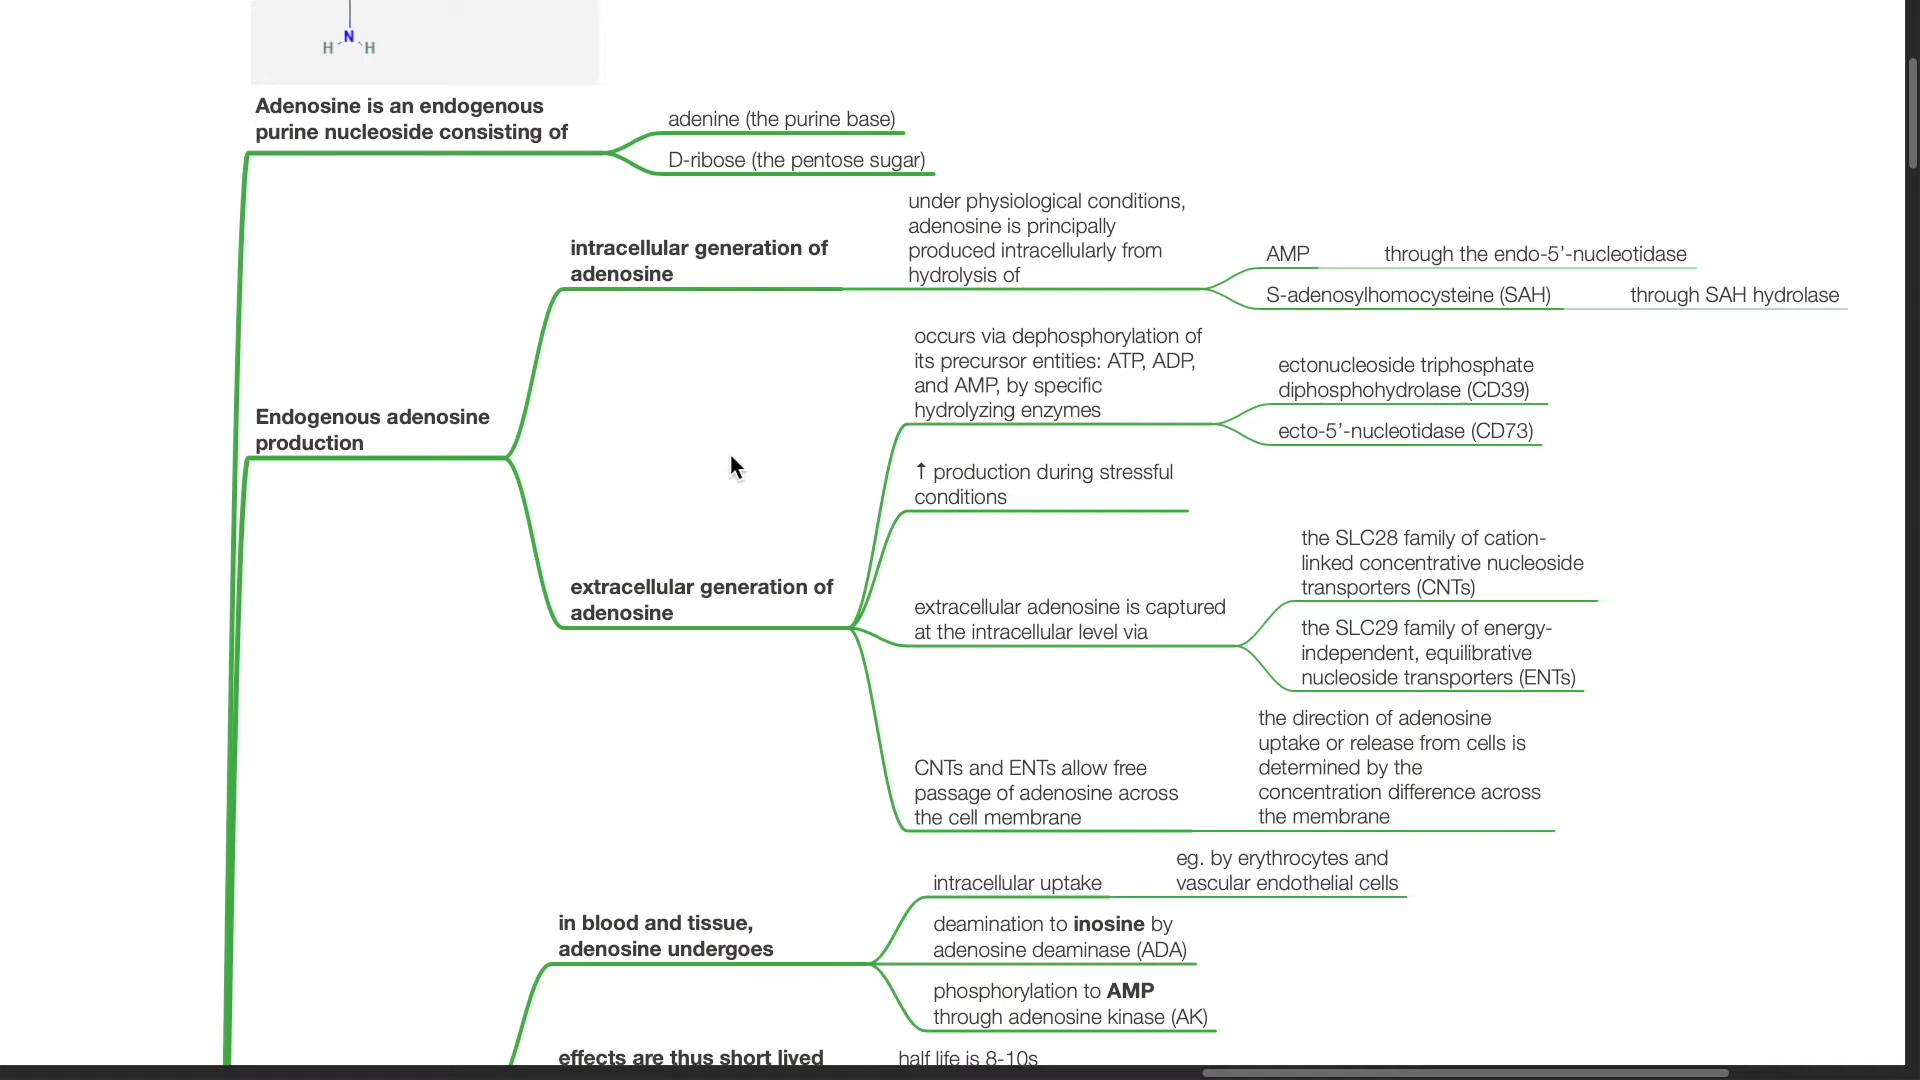 N
H H
Adenosine is an endogenous
purine nucleoside consisting of
adenine (the purine base)
D-ribose (the pentose sugar)
Endogenous adenosine
production
intracellular generation of
adenosine
under physiological conditions,
adenosine is principally
produced intracellularly from
hydrolysis of
AMP
through the endo-5’-nucleotidase
S-adenosylhomocysteine (SAH)
through SAH hydrolase
extracellular generation of
adenosine
occurs via dephosphorylation of
its precursor entities: ATP, ADP,
and AMP, by specific
hydrolyzing enzymes
ectonucleoside triphosphate
diphosphohydrolase (CD39)
ecto-5’-nucleotidase (CD73)
↑ production during stressful
conditions
extracellular adenosine is captured
at the intracellular level via
the SLC28 family of cation-
linked concentrative nucleoside
transporters (CNTs)
the SLC29 family of energy-
independent, equilibrative
nucleoside transporters (ENTs)
CNTs and ENTs allow free
passage of adenosine across
the cell membrane
the direction of adenosine
uptake or release from cells is
determined by the
concentration difference across
the membrane
in blood and tissue,
adenosine undergoes
intracellular uptake
eg. by erythrocytes and
vascular endothelial cells
deamination to inosine by
adenosine deaminase (ADA)
phosphorylation to AMP
through adenosine kinase (AK)
effects are thus short lived
half life is 8-10s